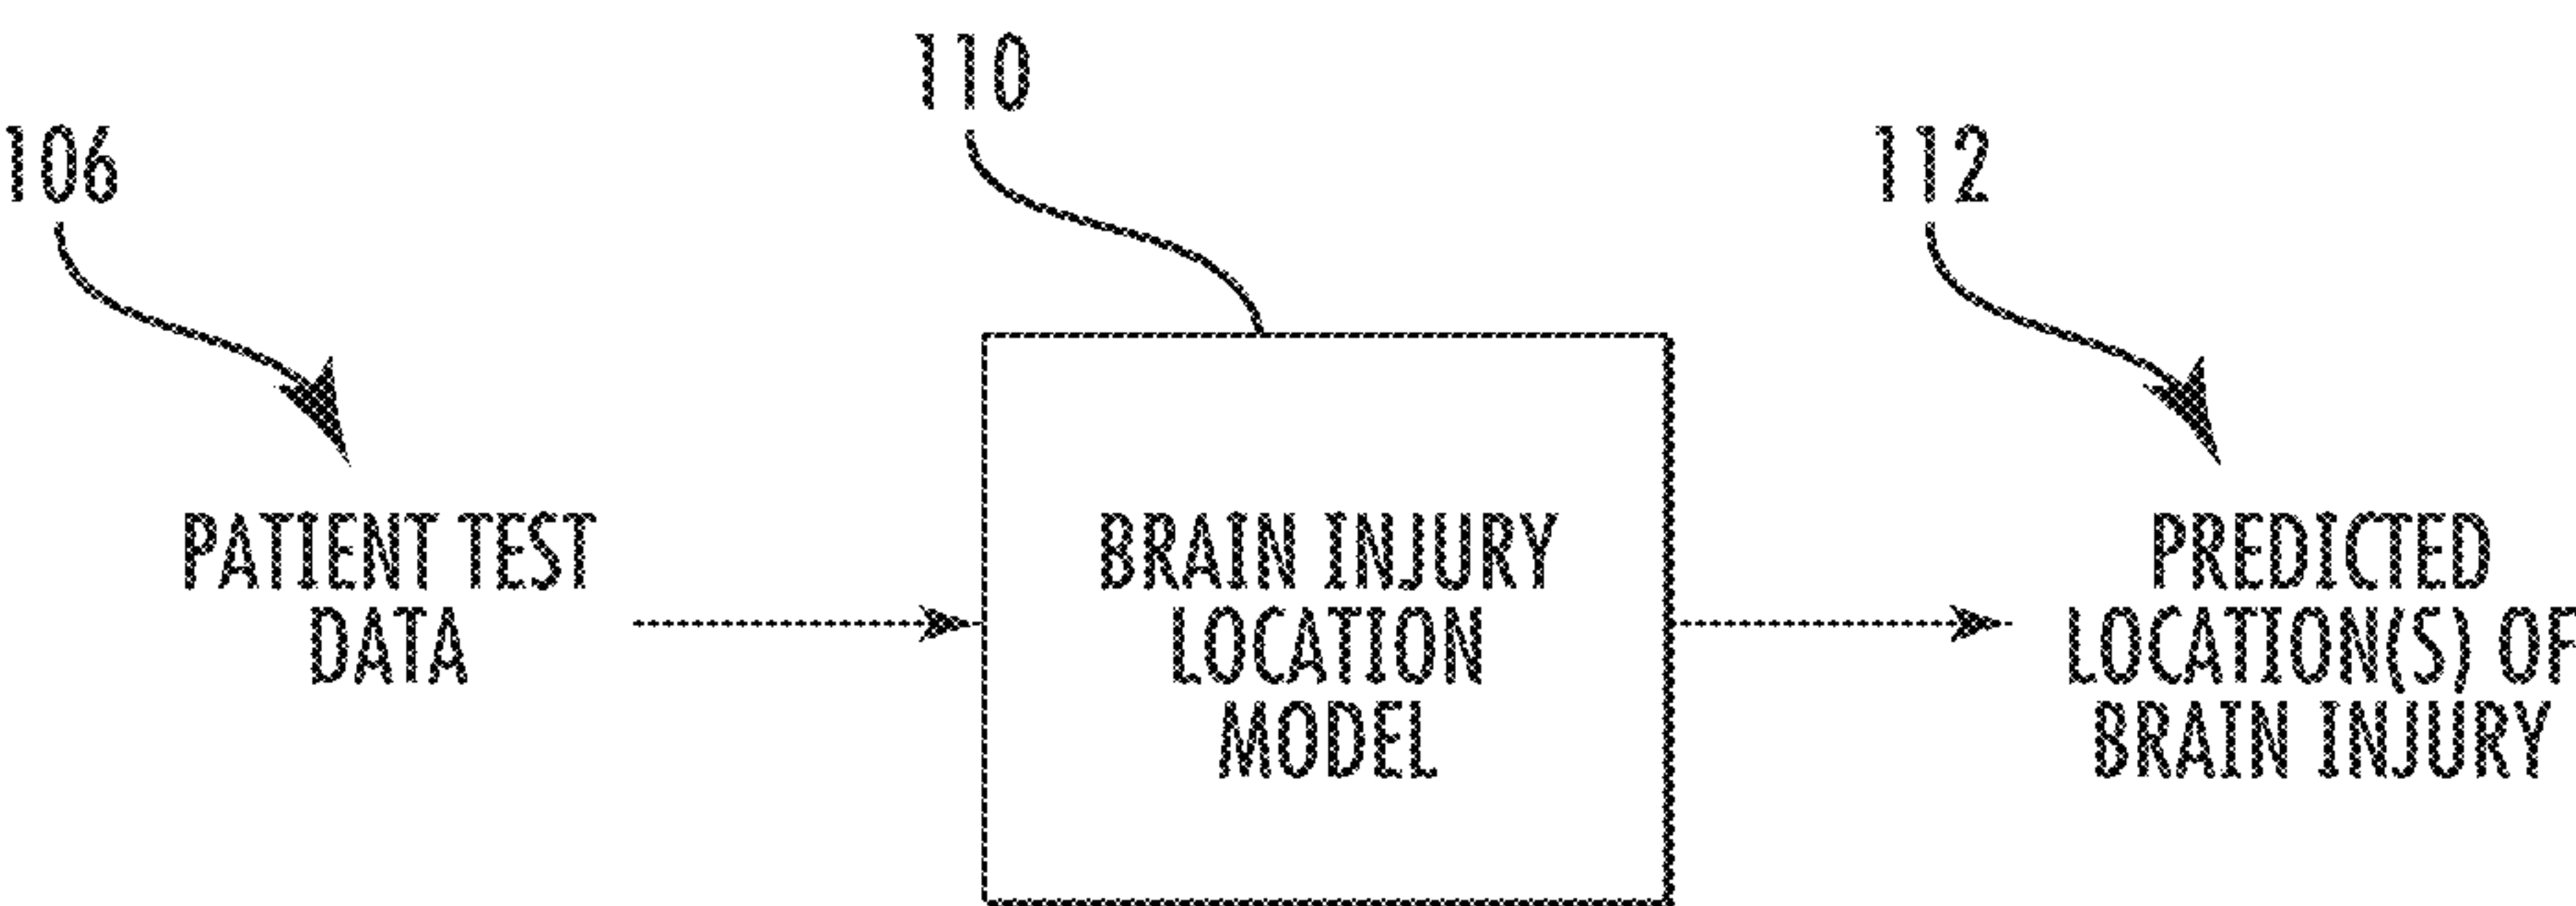 110
106
112
PATIENT TEST
DATA
BRAIN INJURY
LOCATION
MODEL
PREDICTED
LOCATION(S) OF
BRAIN INJURY